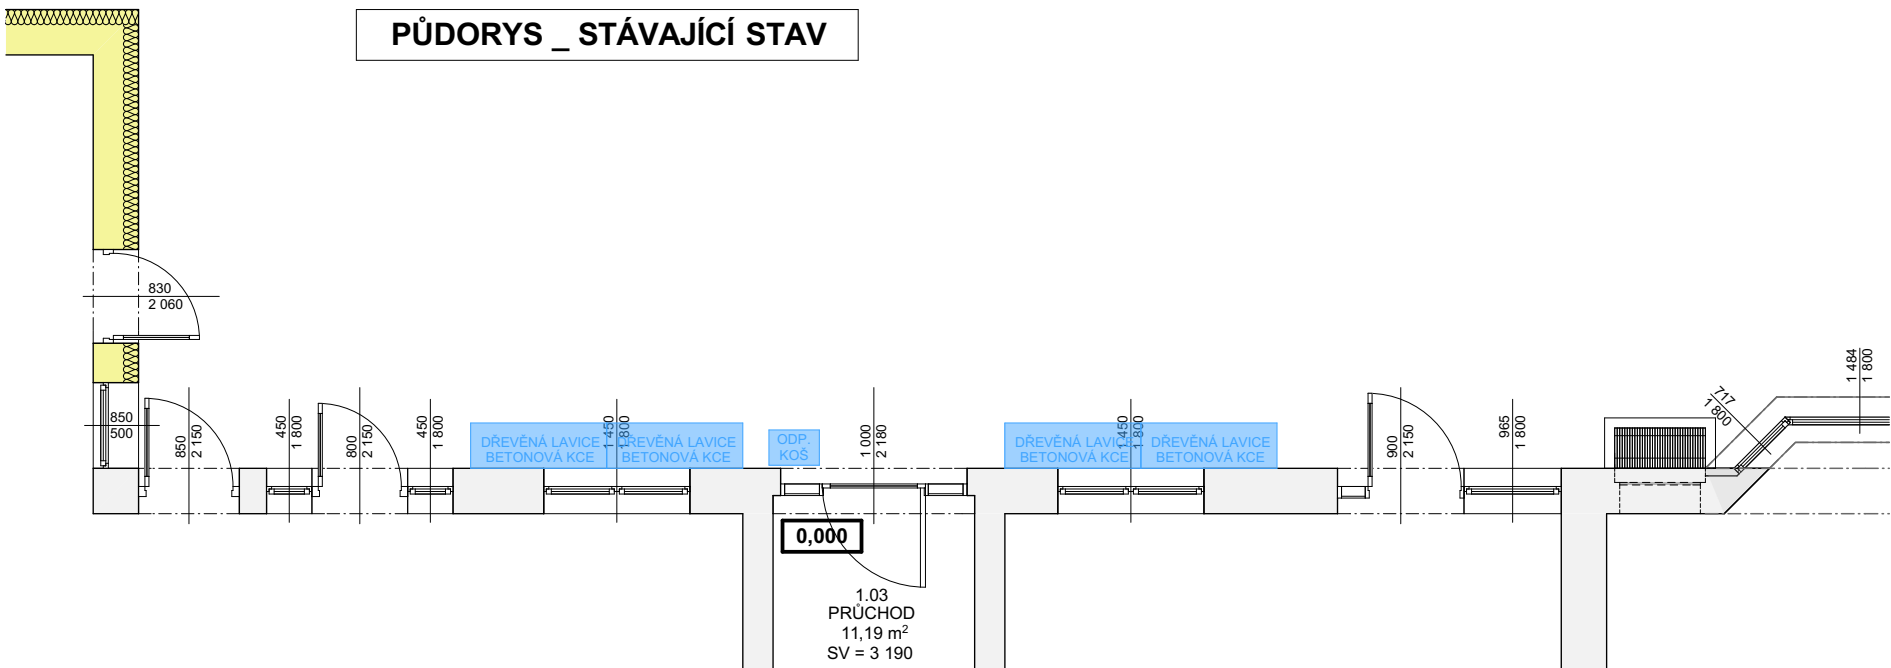 PŮDORYS _ STÁVAJÍCÍ STAV
830
2 060
850
500
850
2 150
450
1 800
800
2 150
450
1 800
DŘEVĚNÁ LAVICE
BETONOVÁ KCE
1 450
1 800
DŘEVĚNÁ LAVICE
BETONOVÁ KCE
ODP.
KOŠ
1 000
2 180
DŘEVĚNÁ LAVICE
BETONOVÁ KCE
1 450
1 800
DŘEVĚNÁ LAVICE
BETONOVÁ KCE
900
2 150
965
1 800
717
1 800
1 484
1 800
0,000
1.03
PRŮCHOD
11,19 m²
SV = 3 190